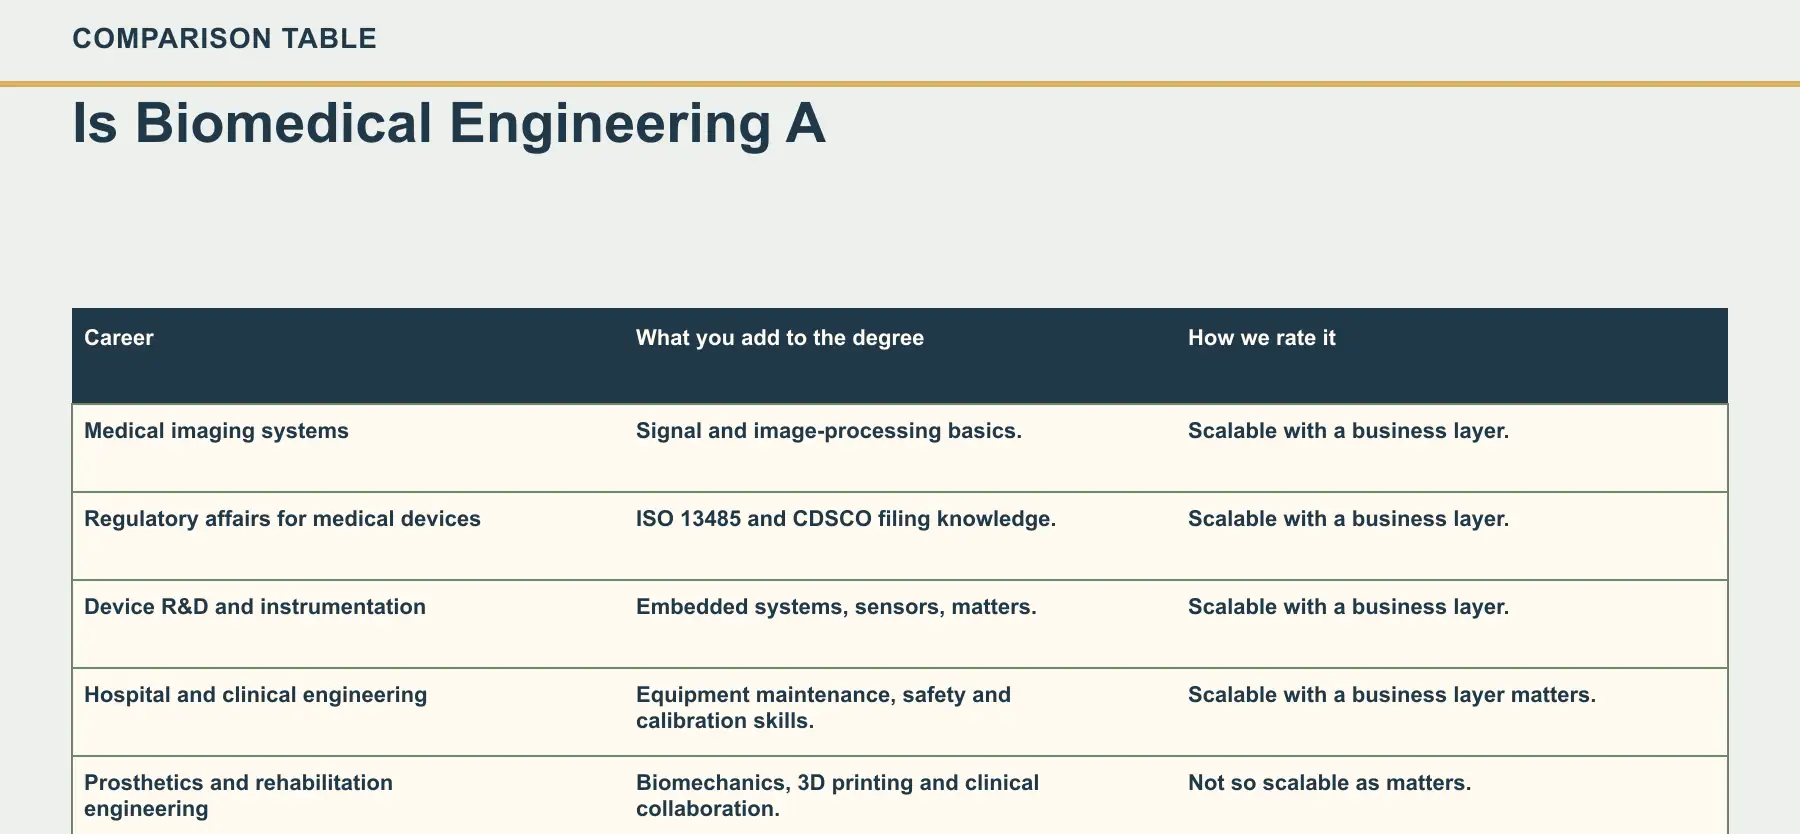 COMPARISON TABLE
Is Biomedical Engineering A
Career
What you add to the degree
How we rate it
Medical imaging systems
Signal and image-processing basics.
Scalable with a business layer.
Regulatory affairs for medical devices
ISO 13485 and CDSCO filing knowledge.
Scalable with a business layer.
Device R&D and instrumentation
Embedded systems, sensors, matters.
Scalable with a business layer.
Hospital and clinical engineering
Equipment maintenance, safety and
calibration skills.
Scalable with a business layer matters.
Prosthetics and rehabilitation
engineering
Biomechanics, 3D printing and clinical
collaboration.
Not so scalable as matters.